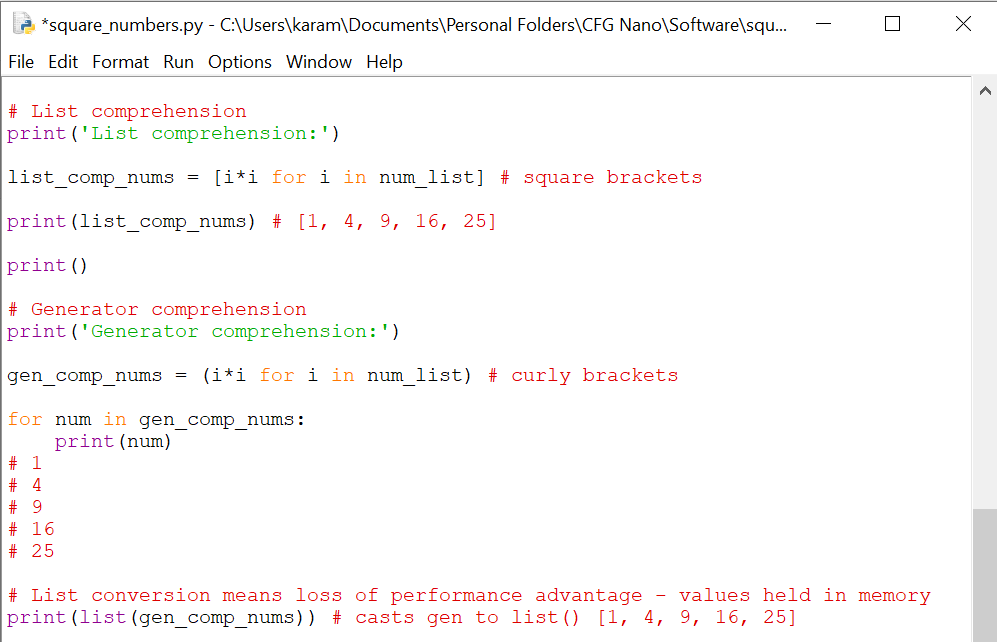 *square_numbers.py - C:\Users\karam\Documents\Personal Folders\CFG Nano\Software\squ...
File Edit Format Run Options Window Help
# List comprehension
print('List comprehension:')
list_comp_nums = [i*i for i in num_list] # square brackets
print(list_comp_nums) # [1, 4, 9, 16, 25]
print()
# Generator comprehension
print('Generator comprehension:')
gen_comp_nums = (i*i for i in num_list) # curly brackets
for num in gen_comp_nums:
    print(num)
# 1
# 4
# 9
# 16
# 25
# List conversion means loss of performance advantage - values held in memory
print(list(gen_comp_nums)) # casts gen to list() [1, 4, 9, 16, 25]